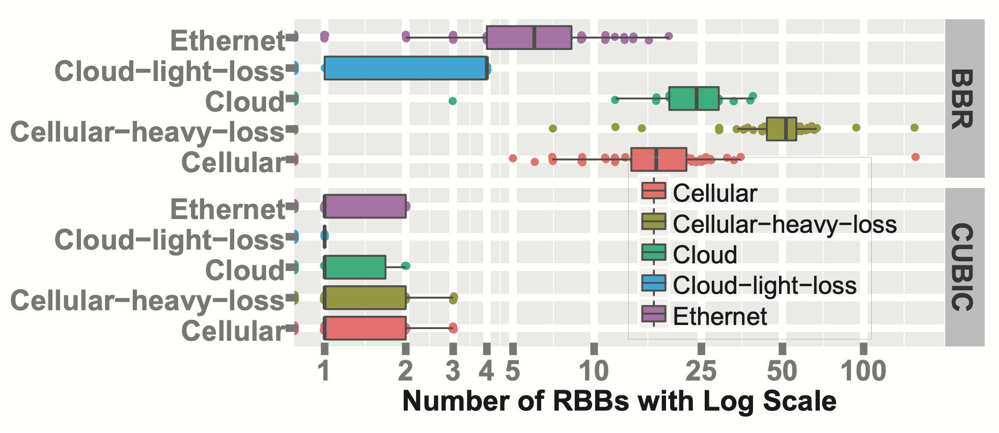 Ethernet
Cloud−light−loss
Cloud
Cellular−heavy−loss
Cellular
BBR
Ethernet
Cloud−light−loss
Cloud
Cellular−heavy−loss
Cellular
CUBIC
Cellular
Cellular−heavy−loss
Cloud
Cloud−light−loss
Ethernet
1 2 3 4 5 10 25 50 100
Number of RBBs with Log Scale